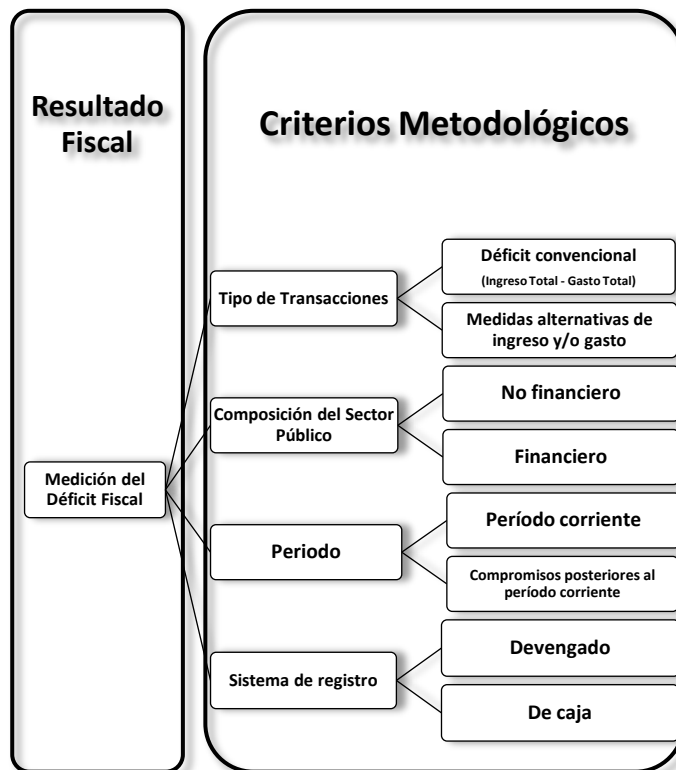 Resultado
Fiscal
Criterios Metodológicos
Medición del
Déficit Fiscal
Tipo de Transacciones
Déficit convencional
(Ingreso Total - Gasto Total)
Medidas alternativas de
ingreso y/o gasto
Composición del Sector
Público
No financiero
Financiero
Periodo
Período corriente
Compromisos posteriores al
período corriente
Sistema de registro
Devengado
De caja